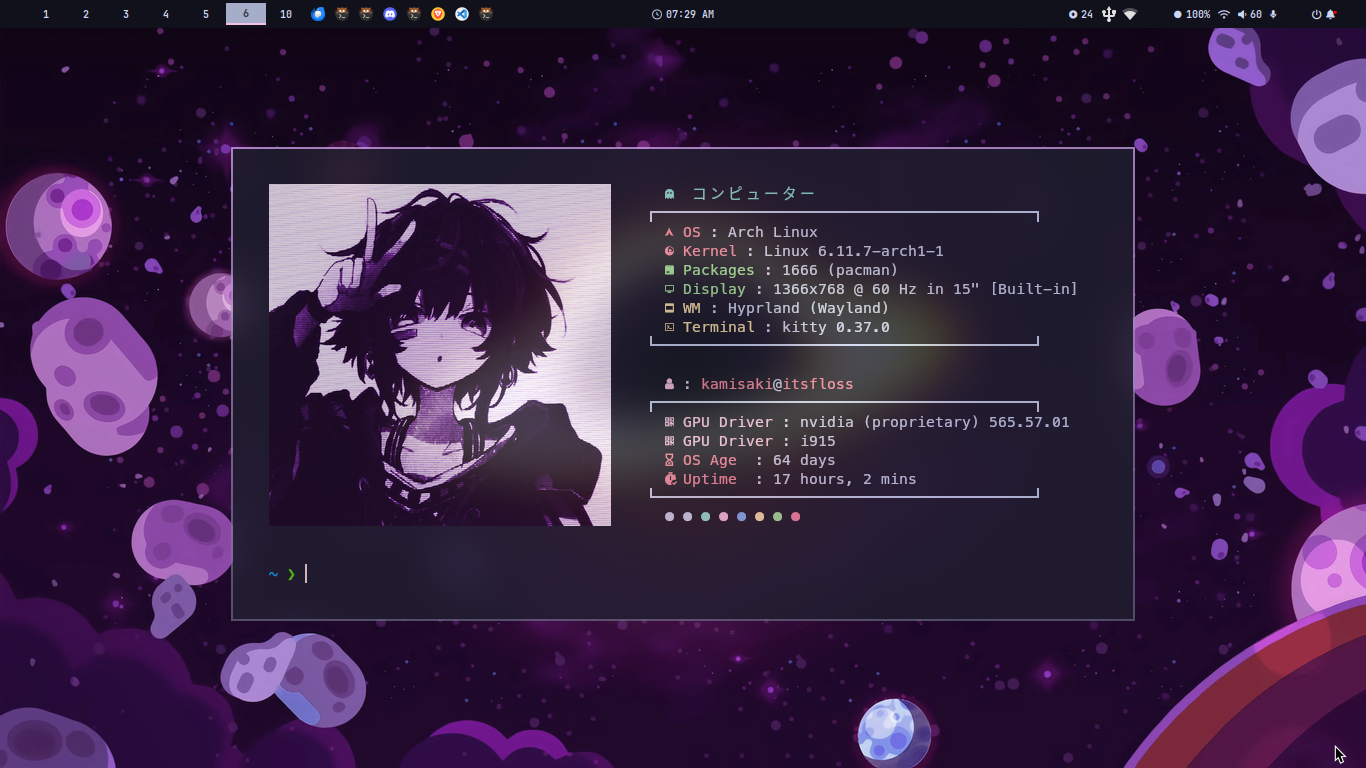 1 2 3 4 5 6 10 07:29 AM 24 100% 60
コンピューター
OS : Arch Linux
Kernel : Linux 6.11.7-arch1-1
Packages : 1666 (pacman)
Display : 1366x768 @ 60 Hz in 15" [Built-in]
WM : Hyprland (Wayland)
Terminal : kitty 0.37.0
: kamisaki@itsfloss
GPU Driver : nvidia (proprietary) 565.57.01
GPU Driver : i915
OS Age : 64 days
Uptime : 17 hours, 2 mins
~ ❯